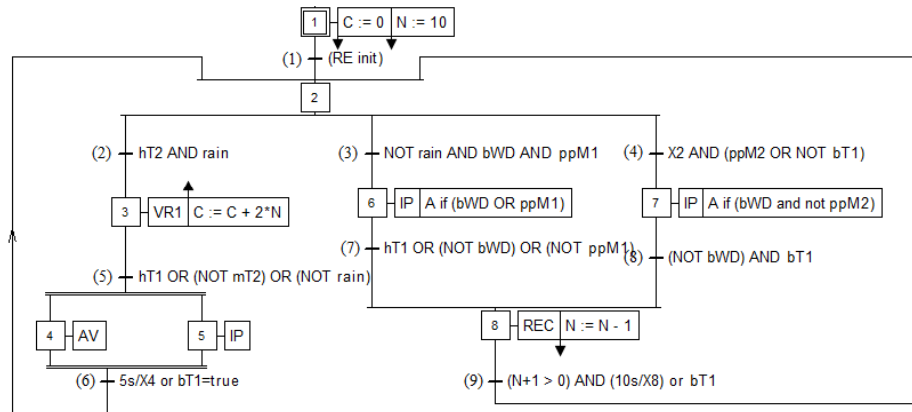 1 C := 0 N := 10
(1) (RE init)
2
(2) hT2 AND rain
(3) NOT rain AND bWD AND ppM1
(4) X2 AND (ppM2 OR NOT bT1)
3 VR1 C := C + 2*N
6 IP A if (bWD OR ppM1)
7 IP A if (bWD and not ppM2)
(5) hT1 OR (NOT mT2) OR (NOT rain)
(7) hT1 OR (NOT bWD) OR (NOT ppM1)
(8) (NOT bWD) AND bT1
4 AV
5 IP
8 REC N := N - 1
(6) 5s/X4 or bT1=true
(9) (N+1 > 0) AND (10s/X8) or bT1